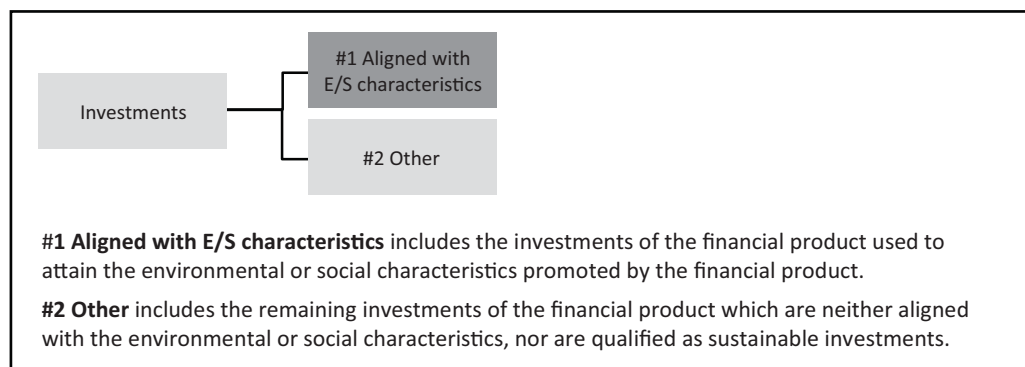 #1 Aligned with
E/S characteristics
Investments
#2 Other
#1 Aligned with E/S characteristics includes the investments of the financial product used to
attain the environmental or social characteristics promoted by the financial product.
#2 Other includes the remaining investments of the financial product which are neither aligned
with the environmental or social characteristics, nor are qualified as sustainable investments.